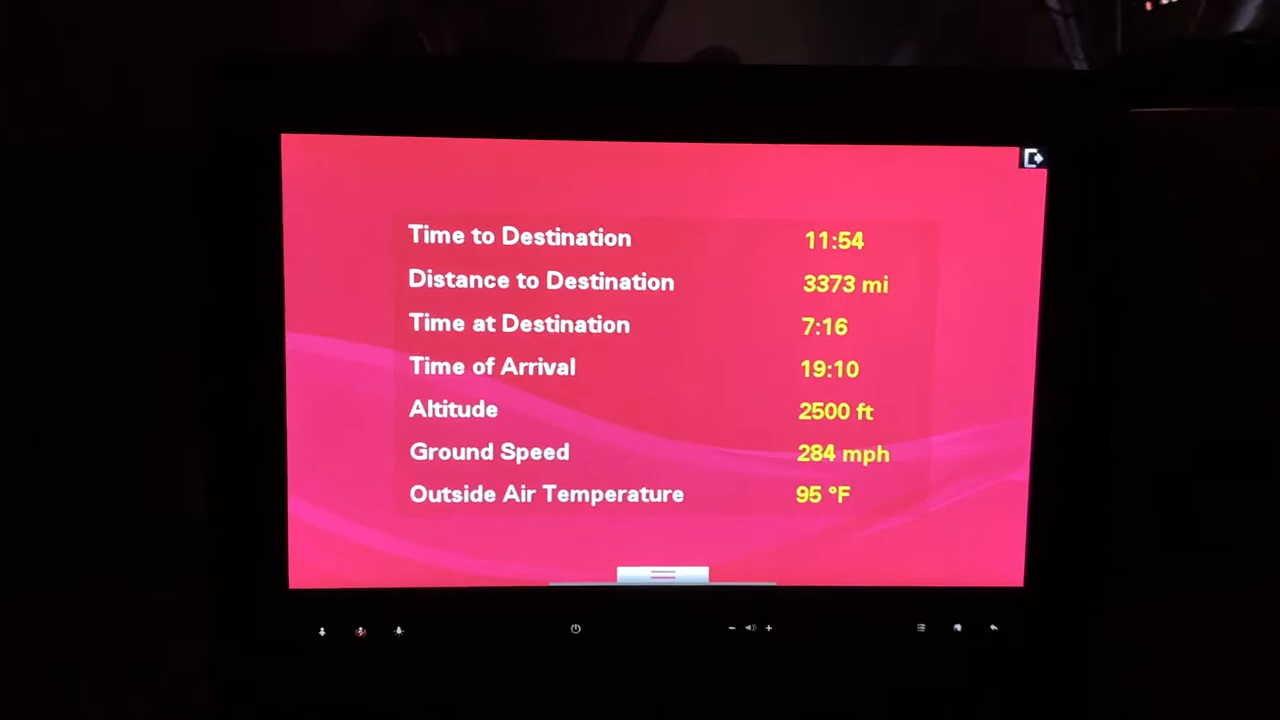 Time to Destination 11:54
Distance to Destination 3373 mi
Time at Destination 7:16
Time of Arrival 19:10
Altitude 2500 ft
Ground Speed 284 mph
Outside Air Temperature 95 °F